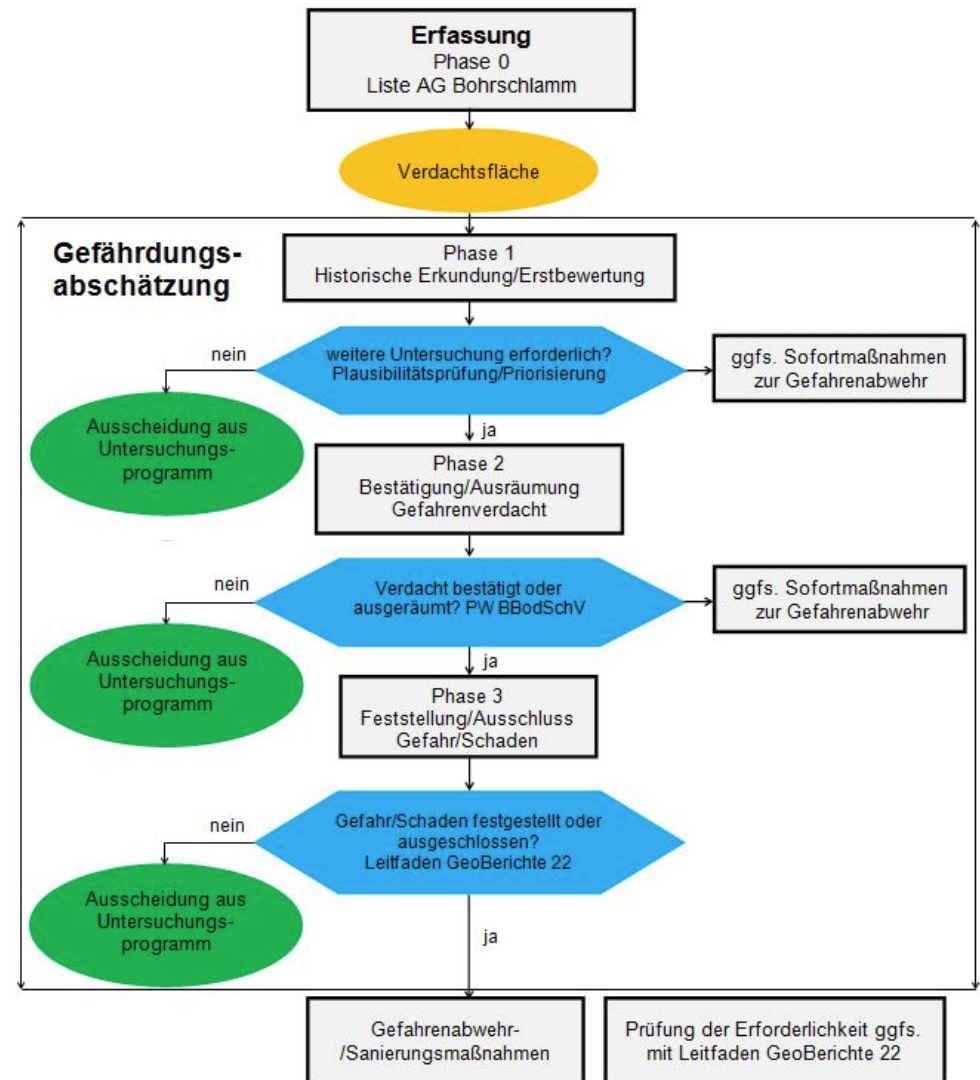 Erfassung
Phase 0
Liste AG Bohrschlamm
Verdachtsfläche
Gefährdungs-
abschätzung
Phase 1
Historische Erkundung/Erstbewertung
nein
weitere Untersuchung erforderlich?
Plausibilitätsprüfung/Priorisierung
ggfs. Sofortmaßnahmen
zur Gefahrenabwehr
Ausscheidung aus
Untersuchungs-
programm
ja
Phase 2
Bestätigung/Ausräumung
Gefahrenverdacht
nein
Verdacht bestätigt oder
ausgeräumt? PW BBodSchV
ggfs. Sofortmaßnahmen
zur Gefahrenabwehr
Ausscheidung aus
Untersuchungs-
programm
ja
Phase 3
Feststellung/Ausschluss
Gefahr/Schaden
nein
Gefahr/Schaden festgestellt oder
ausgeschlossen?
Leitfaden GeoBerichte 22
Ausscheidung aus
Untersuchungs-
programm
ja
Gefahrenabwehr-
/Sanierungsmaßnahmen
Prüfung der Erforderlichkeit ggfs.
mit Leitfaden GeoBerichte 22